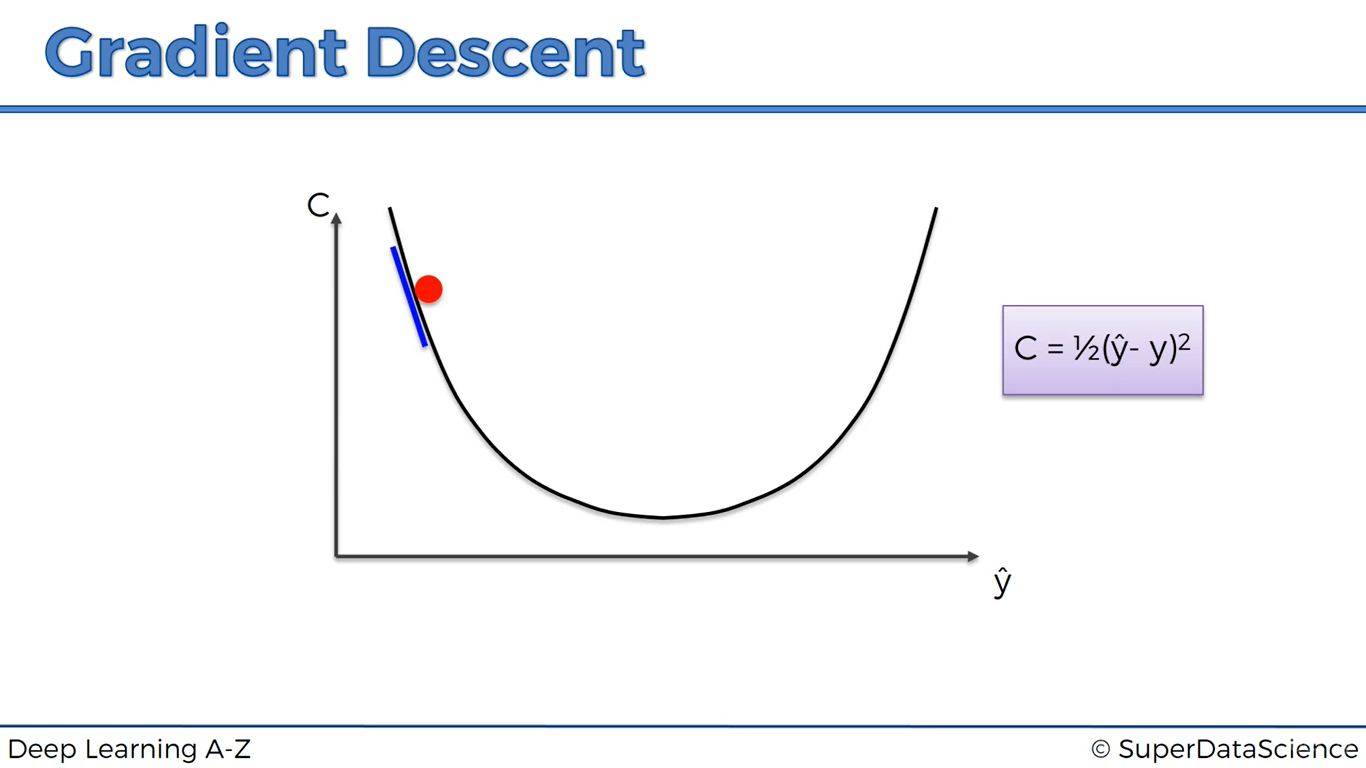 Gradient Descent
C
C = ½(ŷ- y)²
ŷ
Deep Learning A-Z
© SuperDataScience